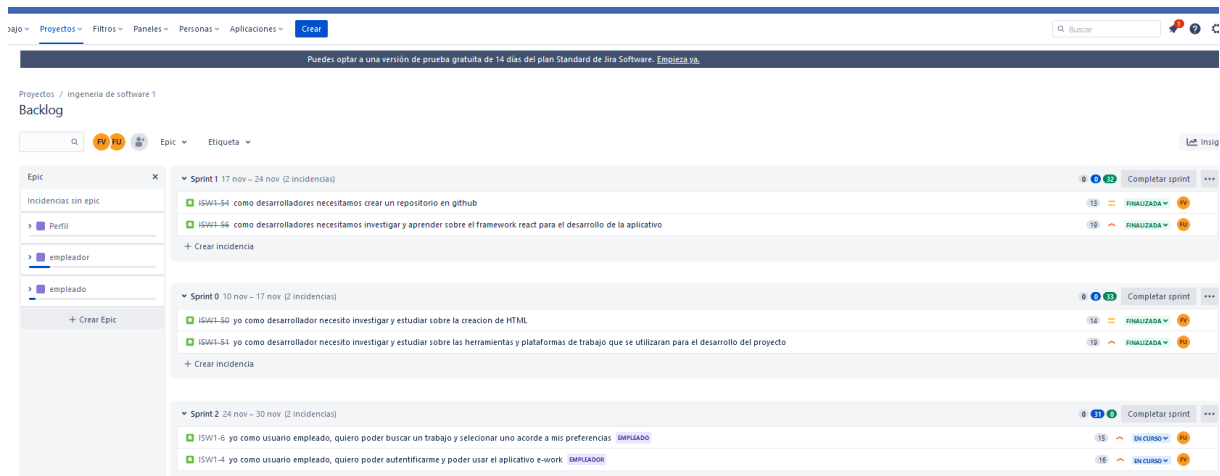 bajo Proyectos Filtros Paneles Personas Aplicaciones Crear Buscar 1
Puedes optar a una versión de prueba gratuita de 14 días del plan Standard de Jira Software. Empieza ya.
Proyectos / ingeneria de software 1
Backlog
FV FU Epic Etiqueta Insig
Epic
Incidencias sin epic
Perfil
empleador
empleado
+ Crear Epic
Sprint 1 17 nov – 24 nov (2 incidencias) 0 0 32 Completar sprint
ISW1-54 como desarrolladores necesitamos crear un repositorio en github 13 FINALIZADA FV
ISW1-56 como desarrolladores necesitamos investigar y aprender sobre el framework react para el desarrollo de la aplicativo 19 FINALIZADA FU
+ Crear incidencia
Sprint 0 10 nov – 17 nov (2 incidencias) 0 0 33 Completar sprint
ISW1-50 yo como desarrollador necesito investigar y estudiar sobre la creacion de HTML 14 FINALIZADA FV
ISW1-51 yo como desarrollador necesito investigar y estudiar sobre las herramientas y plataformas de trabajo que se utilizaran para el desarrollo del proyecto 19 FINALIZADA FU
+ Crear incidencia
Sprint 2 24 nov – 30 nov (2 incidencias) 0 31 0 Completar sprint
ISW1-6 yo como usuario empleado, quiero poder buscar un trabajo y selecionar uno acorde a mis preferencias EMPLEADO 15 EN CURSO FU
ISW1-4 yo como usuario empleado, quiero poder autentificarme y poder usar el aplicativo e-work EMPLEADOR 16 EN CURSO FV